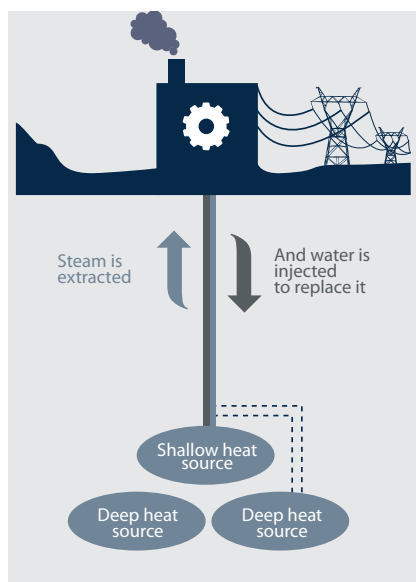 Steam is
extracted
And water is
injected
to replace it
Shallow heat
source
Deep heat
source
Deep heat
source